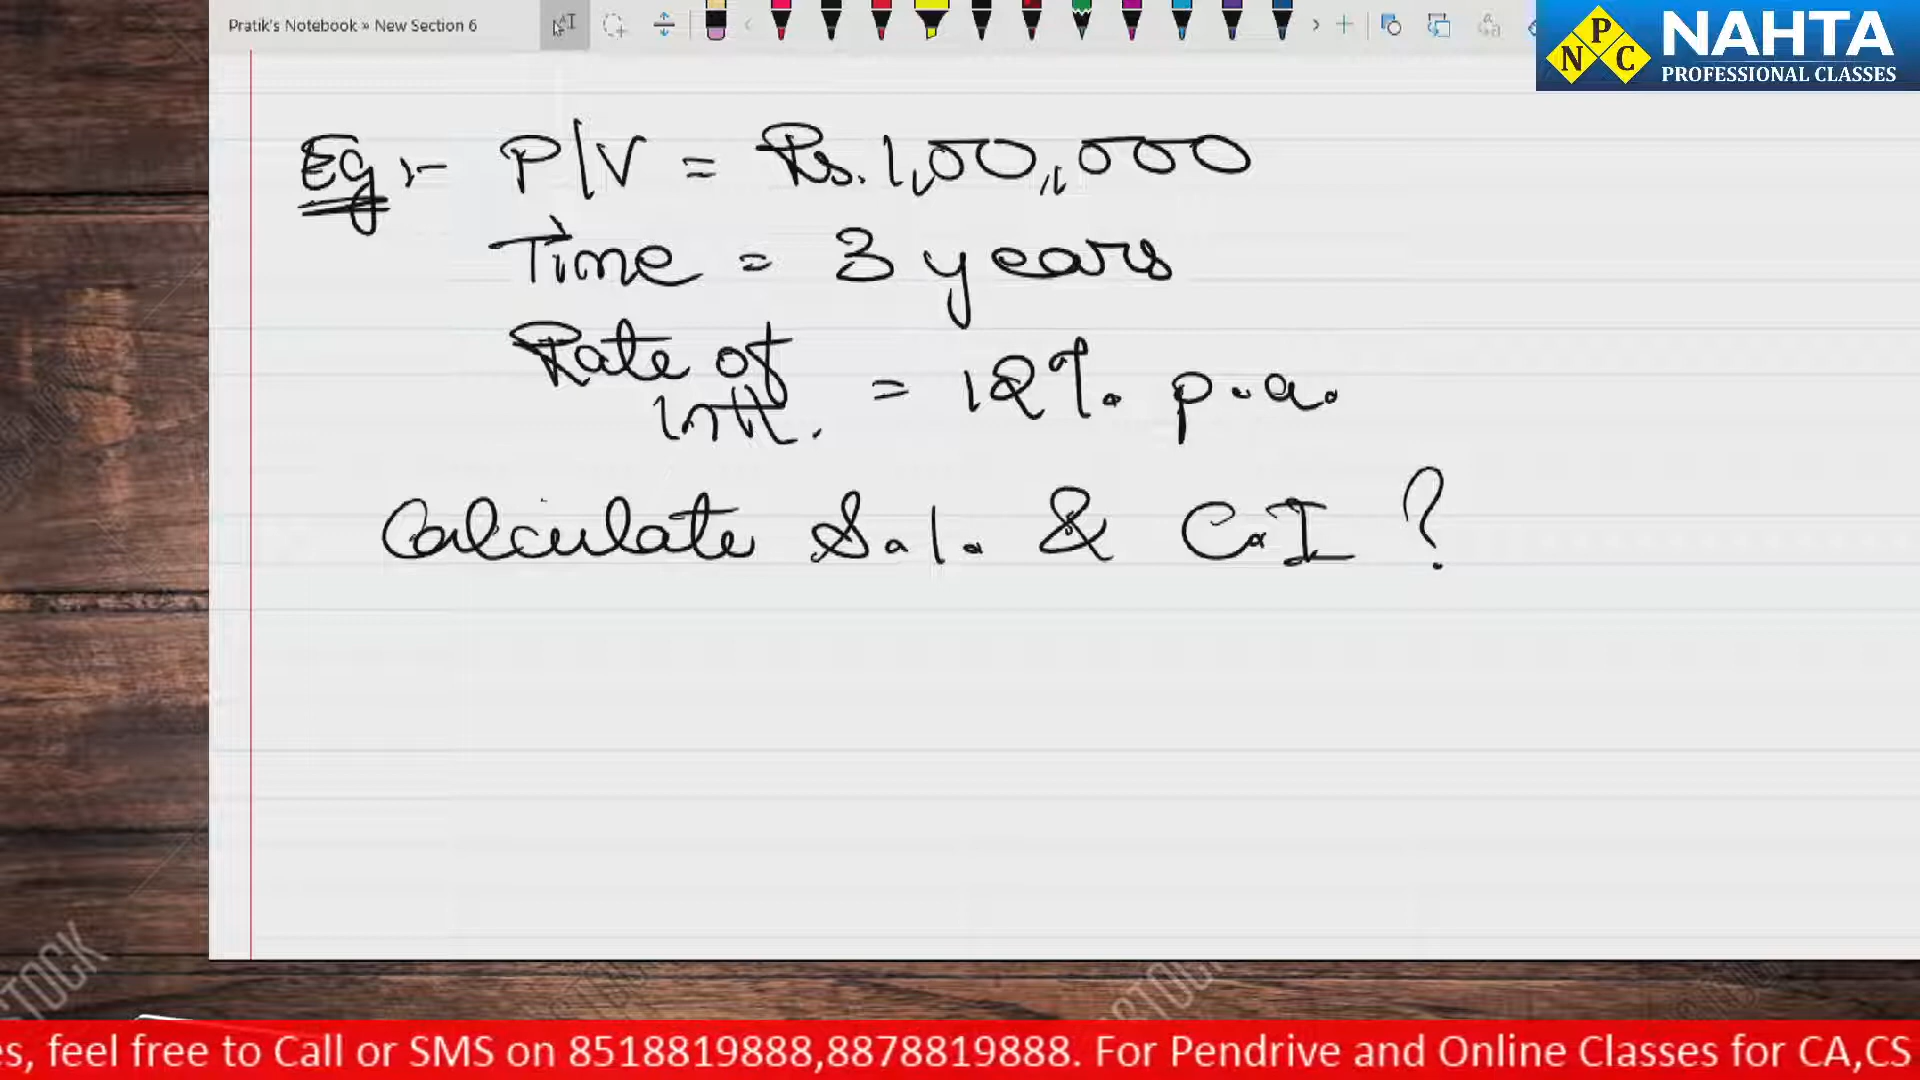 Pratik's Notebook » New Section 6
N P C
NAHTA
PROFESSIONAL CLASSES
Eg :- P/V = Rs. 1,00,000
Time = 3 years
Rate of
intt. = 12% p.a.
Calculate S.I. & C.I ?
STOCK
STOCK
es, feel free to Call or SMS on 8518819888,8878819888. For Pendrive and Online Classes for CA,CS